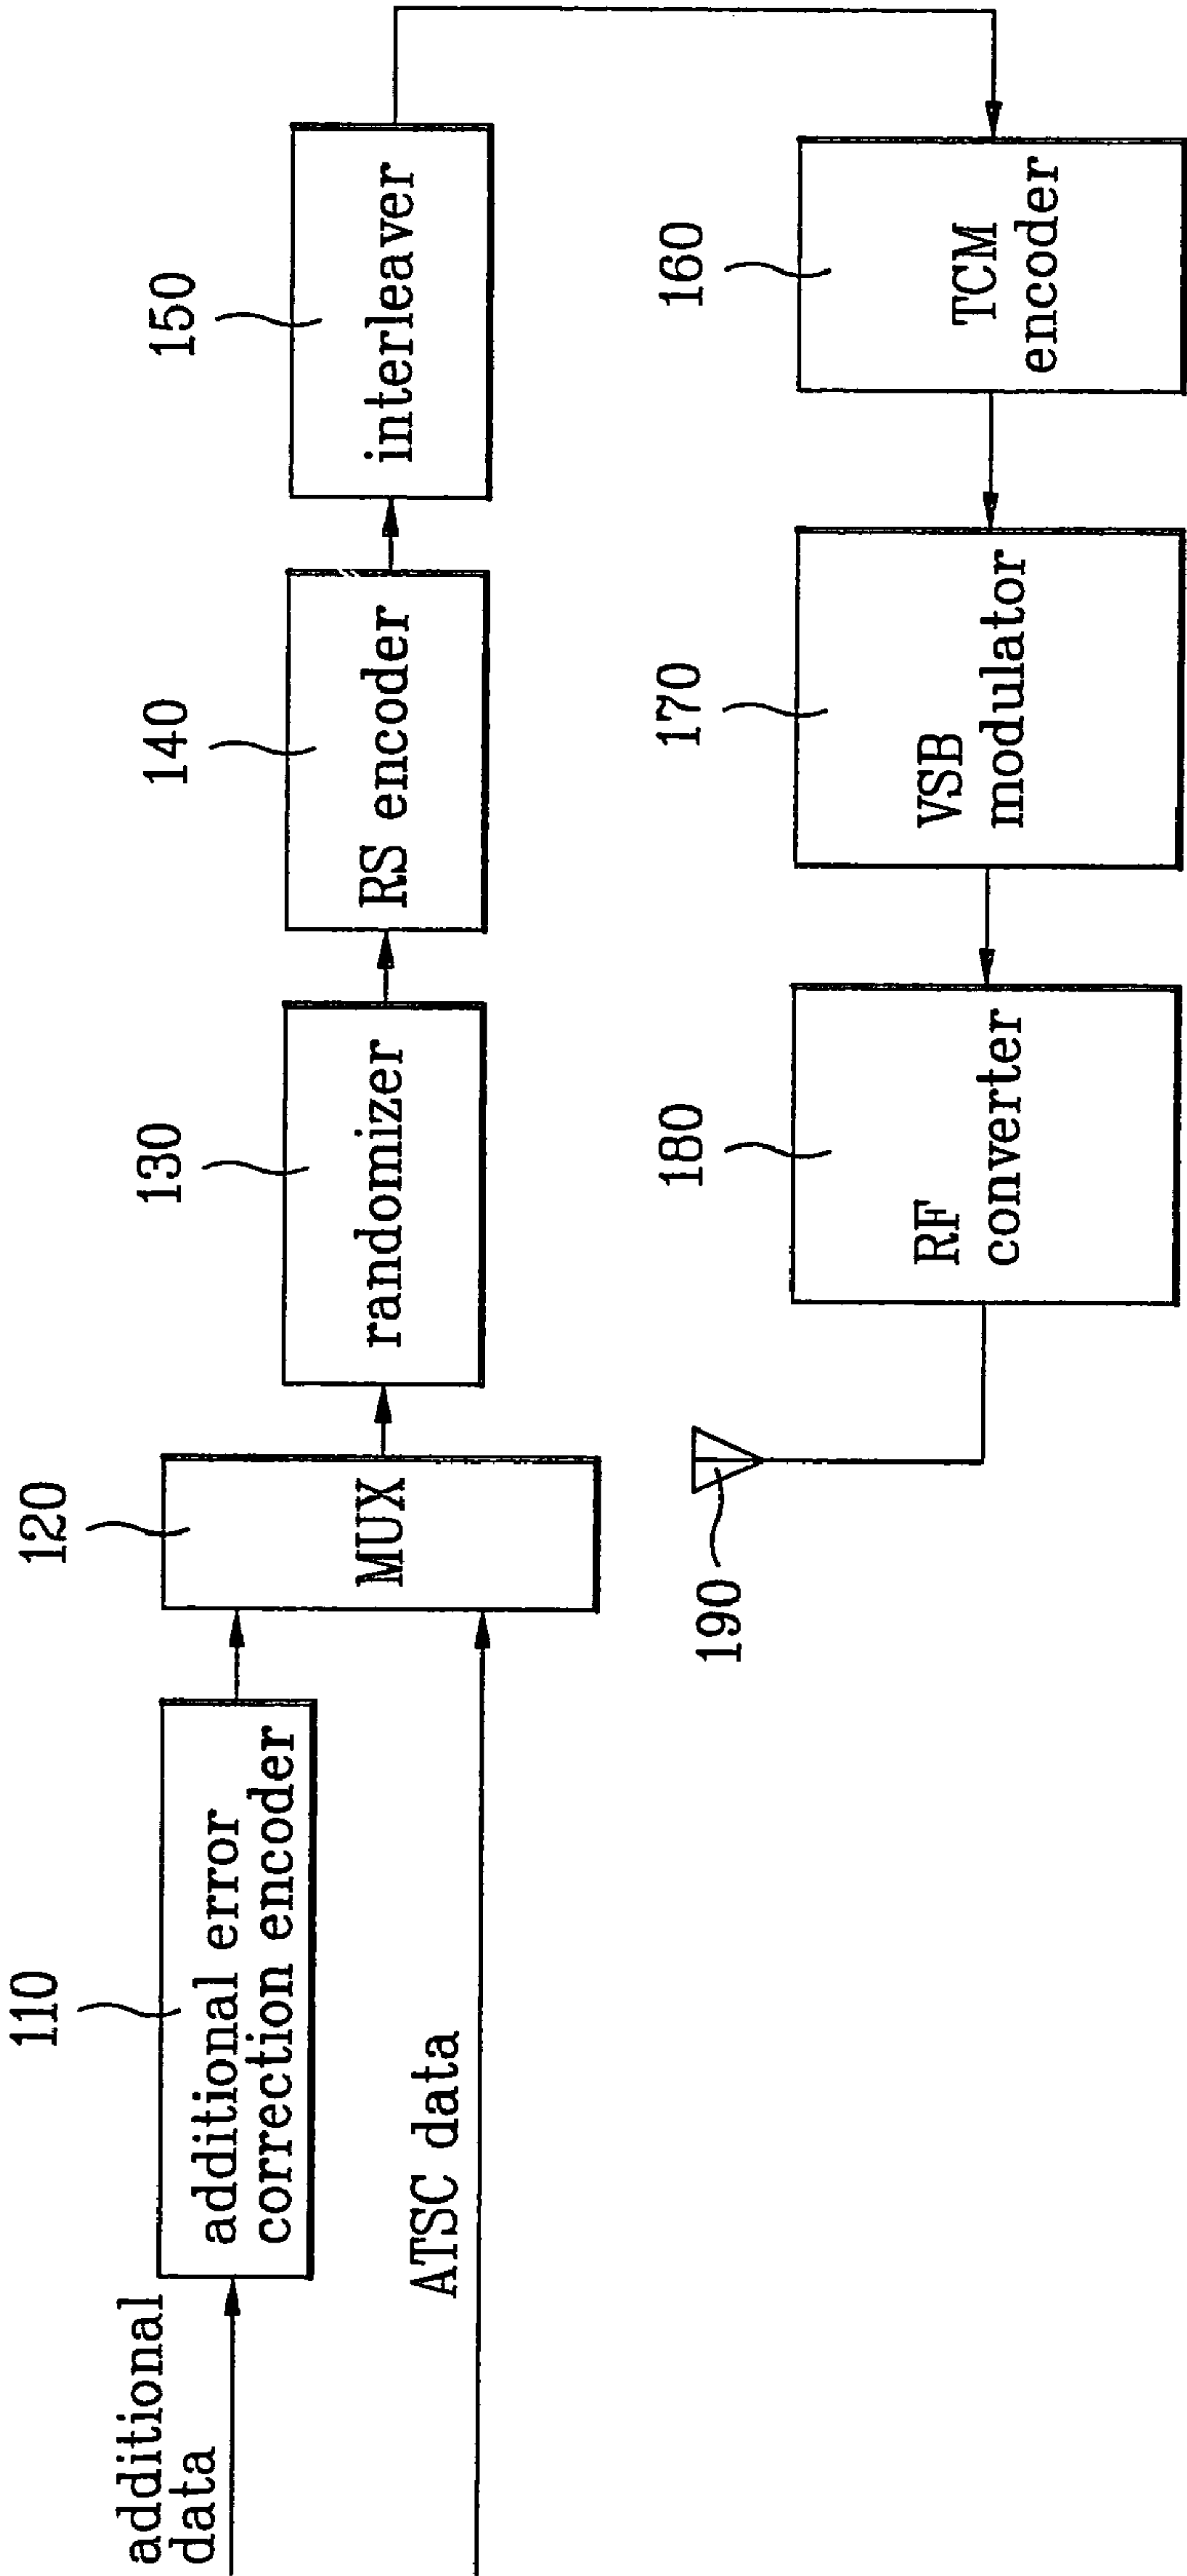 additional
data
110
additional error
correction encoder
ATSC data
120
MUX
130
randomizer
140
RS encoder
150
interleaver
160
TCM
encoder
170
VSB
modulator
180
RF
converter
190